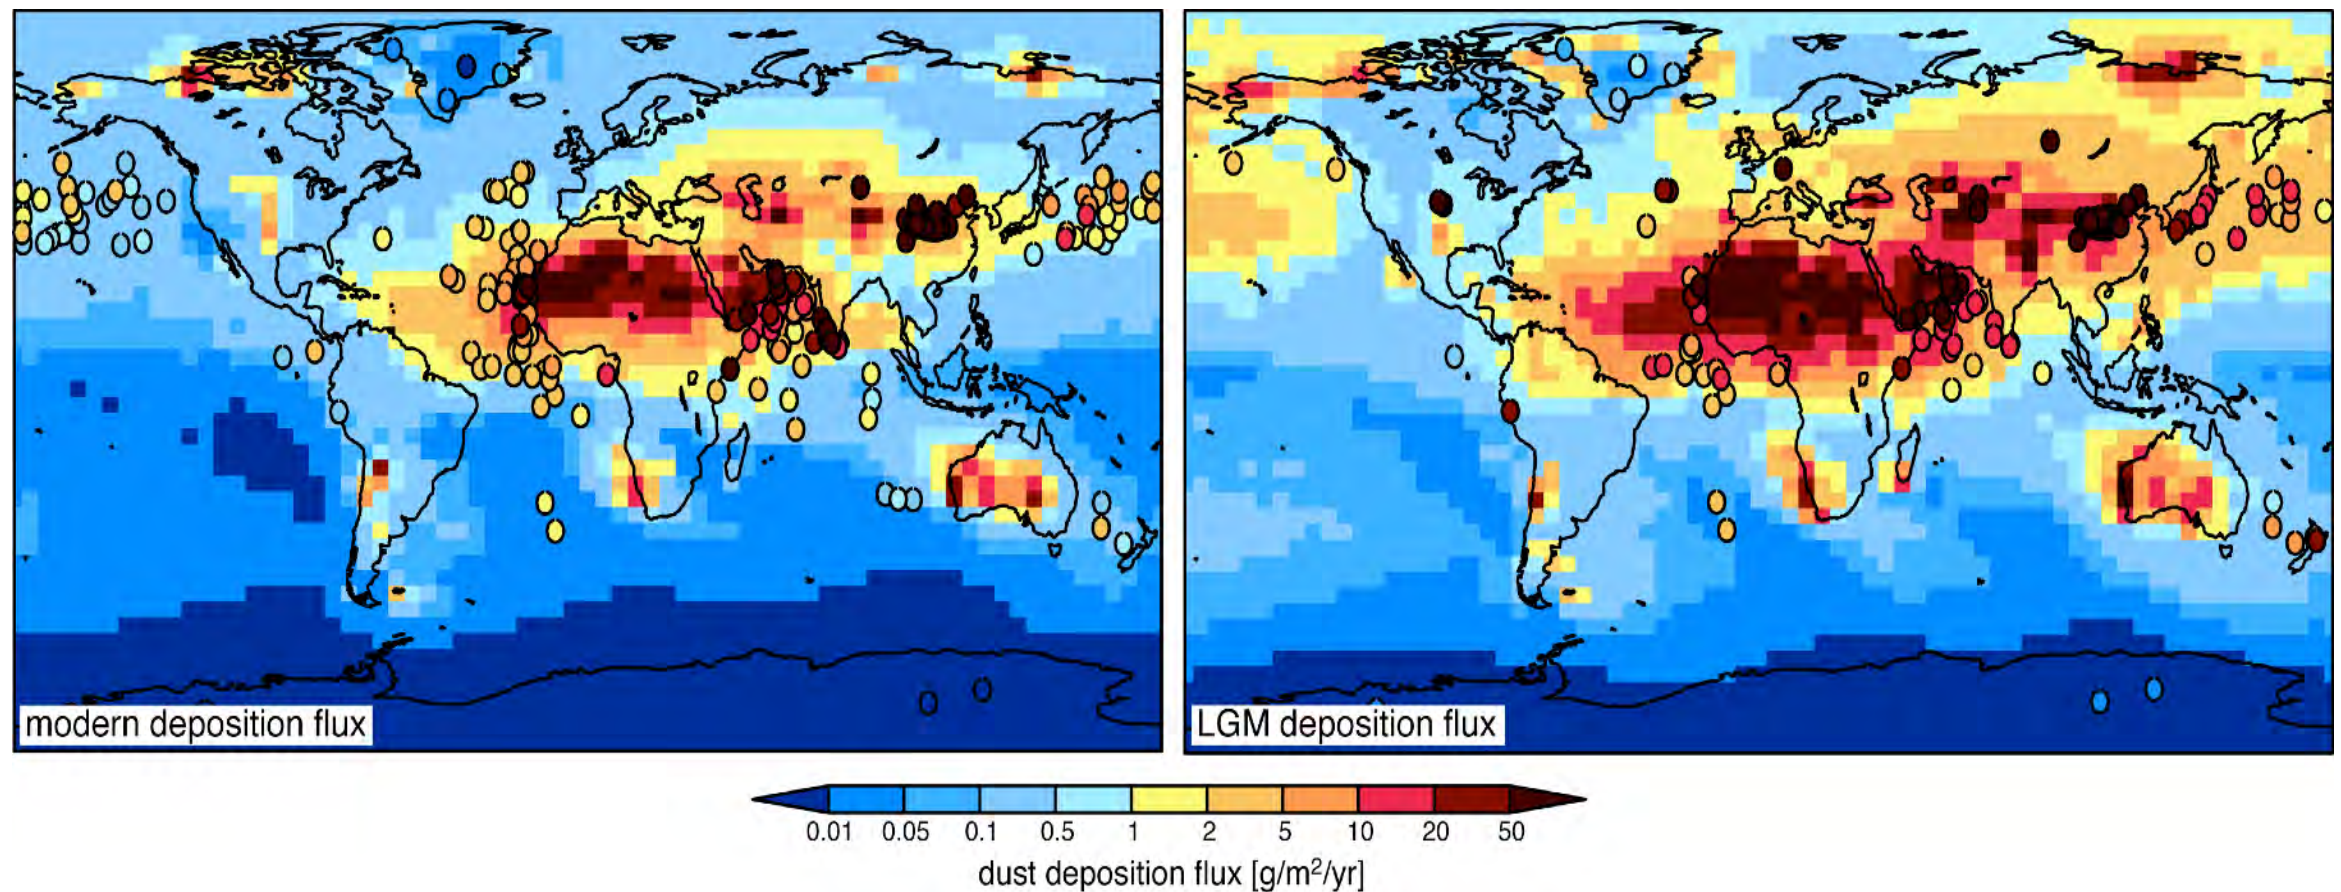 modern deposition flux
LGM deposition flux
0.01 0.05 0.1 0.5 1 2 5 10 20 50
dust deposition flux [g/m²/yr]